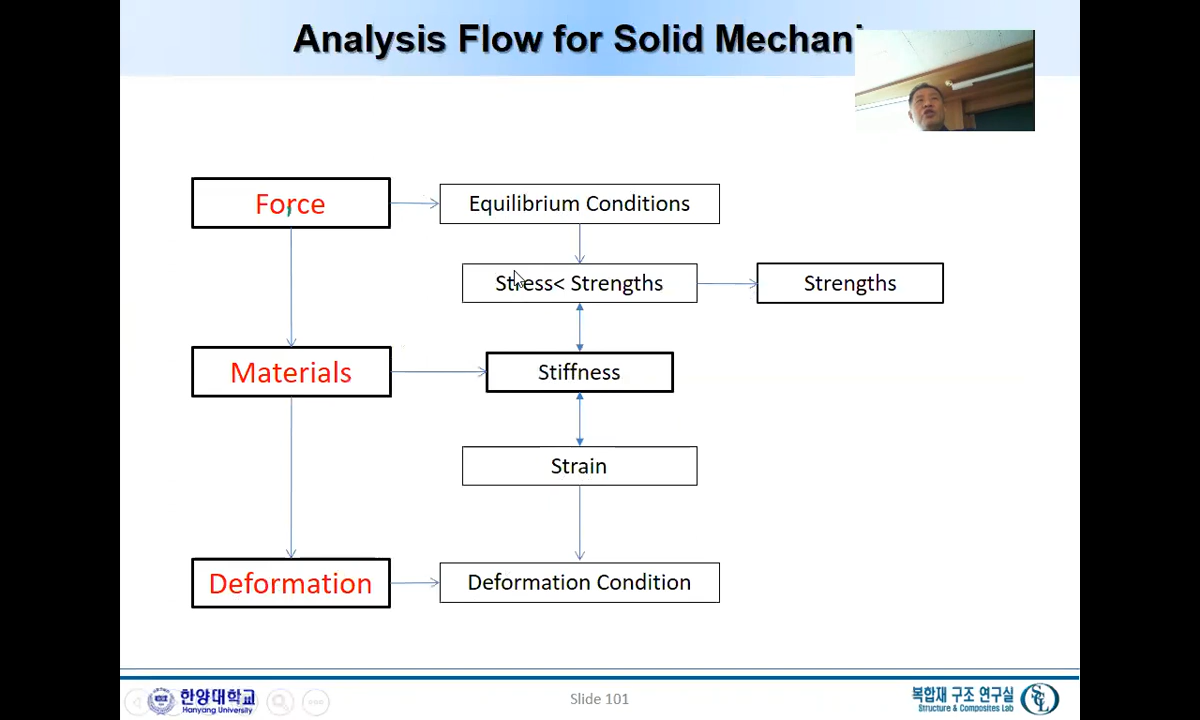 Analysis Flow for Solid Mechani
Force
Equilibrium Conditions
Stress< Strengths
Strengths
Materials
Stiffness
Strain
Deformation
Deformation Condition
한양대학교
Hanyang University
Slide 101
복합재 구조 연구실
Structure & Composites Lab